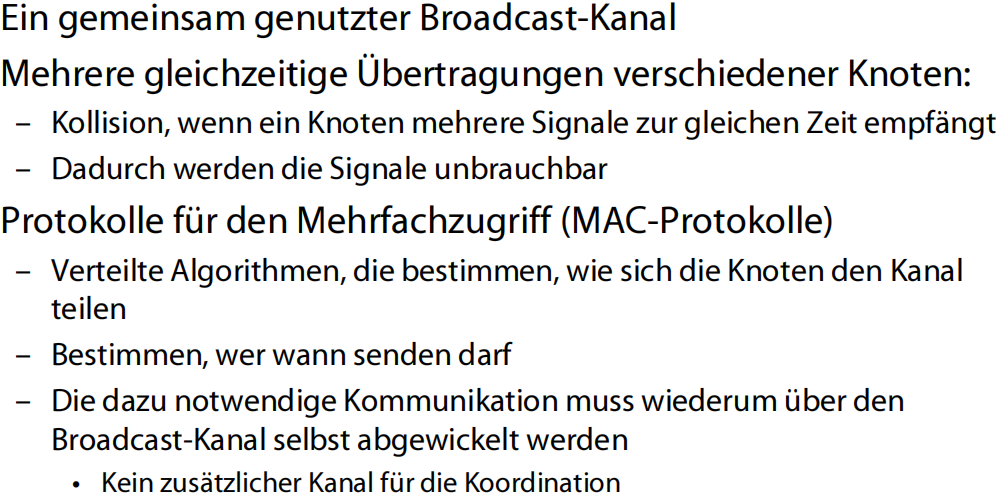 Ein gemeinsam genutzter Broadcast-Kanal
Mehrere gleichzeitige Übertragungen verschiedener Knoten:
– Kollision, wenn ein Knoten mehrere Signale zur gleichen Zeit empfängt
– Dadurch werden die Signale unbrauchbar
Protokolle für den Mehrfachzugriff (MAC-Protokolle)
– Verteilte Algorithmen, die bestimmen, wie sich die Knoten den Kanal
teilen
– Bestimmen, wer wann senden darf
– Die dazu notwendige Kommunikation muss wiederum über den
Broadcast-Kanal selbst abgewickelt werden
• Kein zusätzlicher Kanal für die Koordination